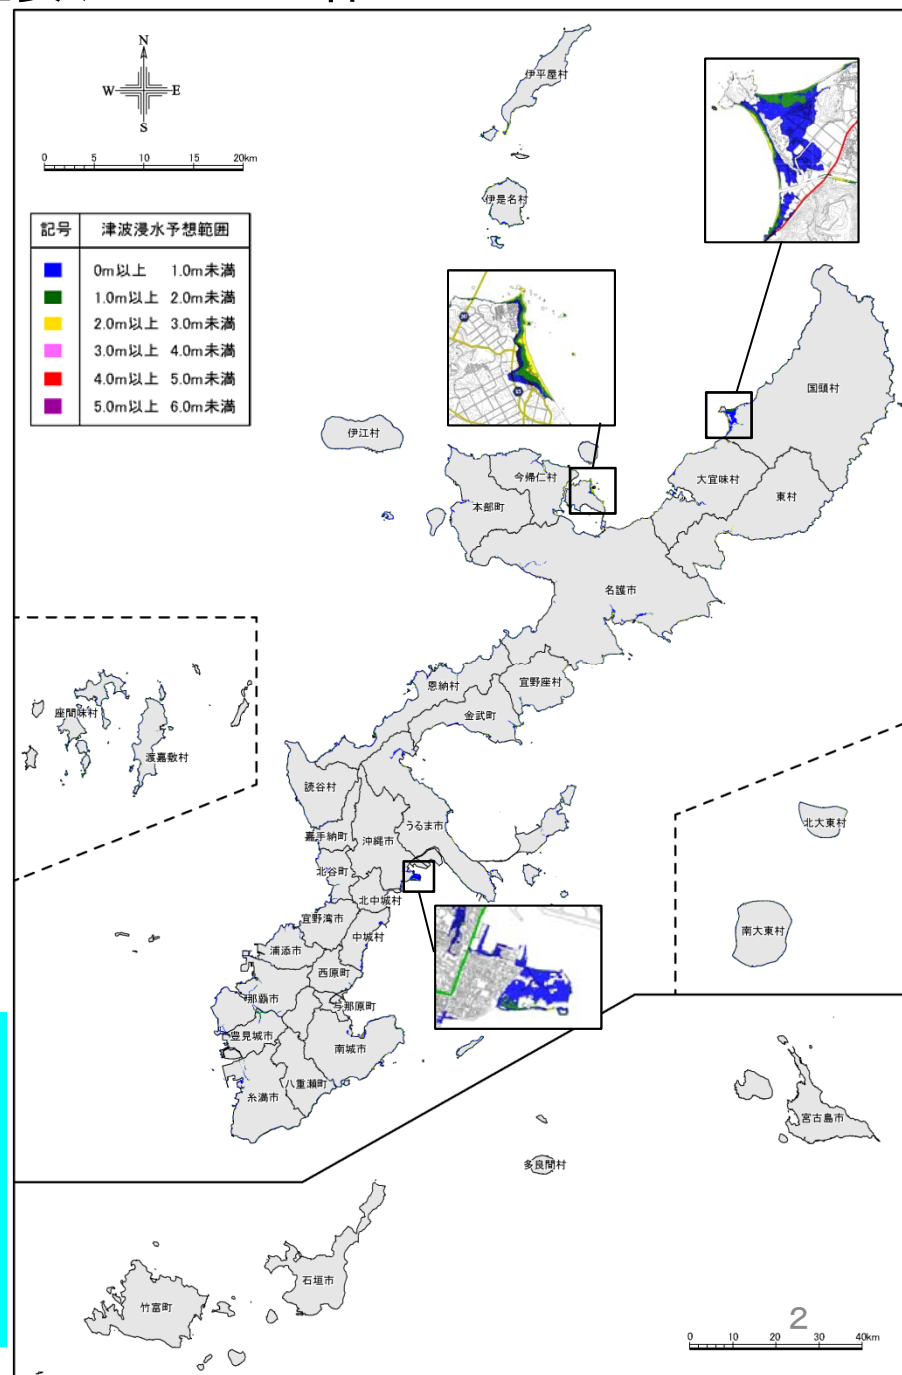 N
W E
S
0 5 10 15 20km
記号 津波浸水予想範囲
0m以上 1.0m未満
1.0m以上 2.0m未満
2.0m以上 3.0m未満
3.0m以上 4.0m未満
4.0m以上 5.0m未満
5.0m以上 6.0m未満
伊平屋村
伊是名村
国頭村
伊江村
今帰仁村
大宜味村
東村
本部町
名護市
恩納村
宜野座村
金武町
座間味村
渡嘉敷村
読谷村
嘉手納町
沖縄市
うるま市
北大東村
北谷町
北中城村
宜野湾市
中城村
浦添市
南大東村
西原町
那覇市
与那原町
豊見城市
南城市
八重瀬町
糸満市
宮古島市
多良間村
石垣市
竹富町
2
0 10 20 30 40km